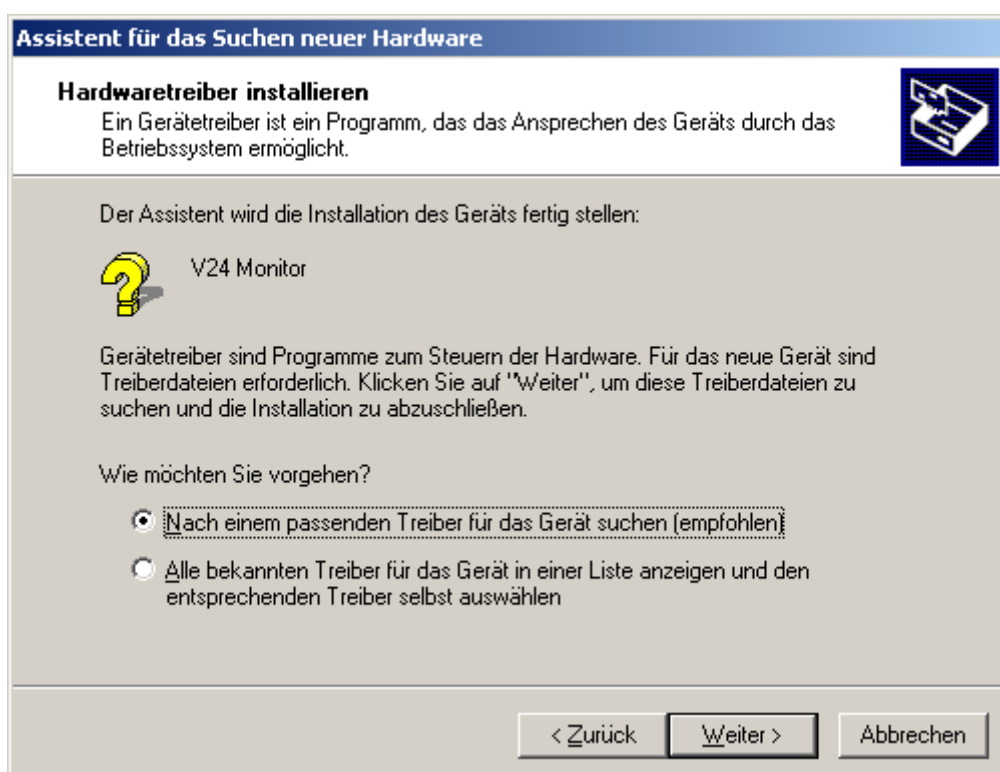 Assistent für das Suchen neuer Hardware
Hardwaretreiber installieren
Ein Gerätetreiber ist ein Programm, das das Ansprechen des Geräts durch das
Betriebssystem ermöglicht.
Der Assistent wird die Installation des Geräts fertig stellen:
V24 Monitor
Gerätetreiber sind Programme zum Steuern der Hardware. Für das neue Gerät sind
Treiberdateien erforderlich. Klicken Sie auf "Weiter", um diese Treiberdateien zu
suchen und die Installation zu abzuschließen.
Wie möchten Sie vorgehen?
Nach einem passenden Treiber für das Gerät suchen (empfohlen)
Alle bekannten Treiber für das Gerät in einer Liste anzeigen und den
entsprechenden Treiber selbst auswählen
< Zurück Weiter > Abbrechen